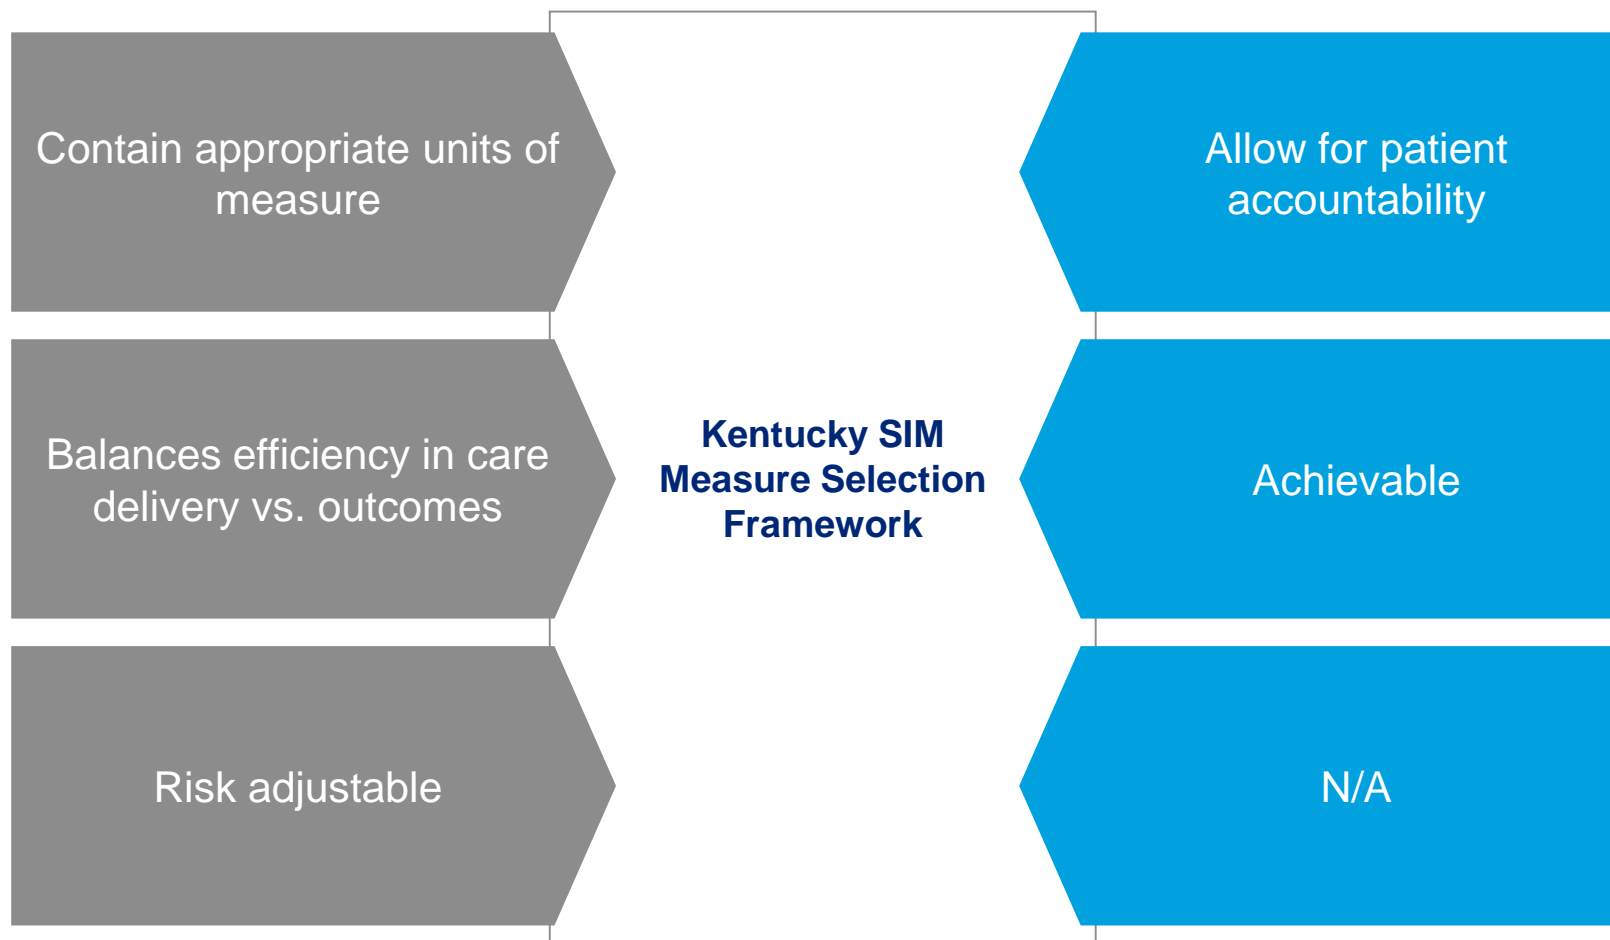 Contain appropriate units of
measure
Allow for patient
accountability
Balances efficiency in care
delivery vs. outcomes
Kentucky SIM
Measure Selection
Framework
Achievable
Risk adjustable
N/A